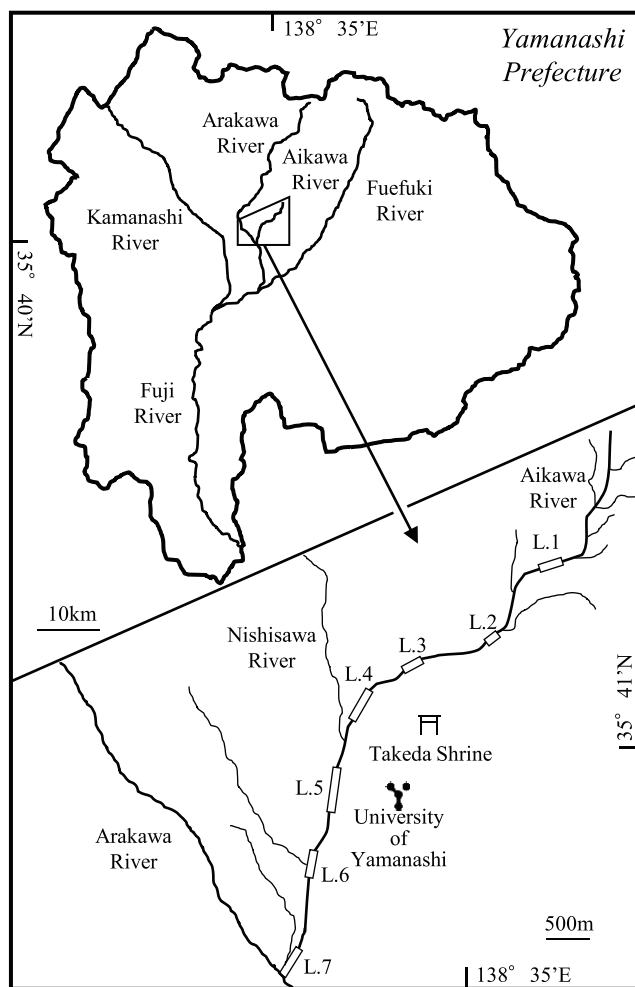 138° 35'E
Yamanashi
Prefecture
Arakawa
River
Aikawa
River
Fuefuki
River
Kamanashi
River
35° 40'N
Fuji
River
10km
Aikawa
River
L.1
L.2
L.3
L.4
Nishisawa
River
35° 41'N
Takeda Shrine
L.5
University
of
Yamanashi
Arakawa
River
L.6
500m
L.7
138° 35'E